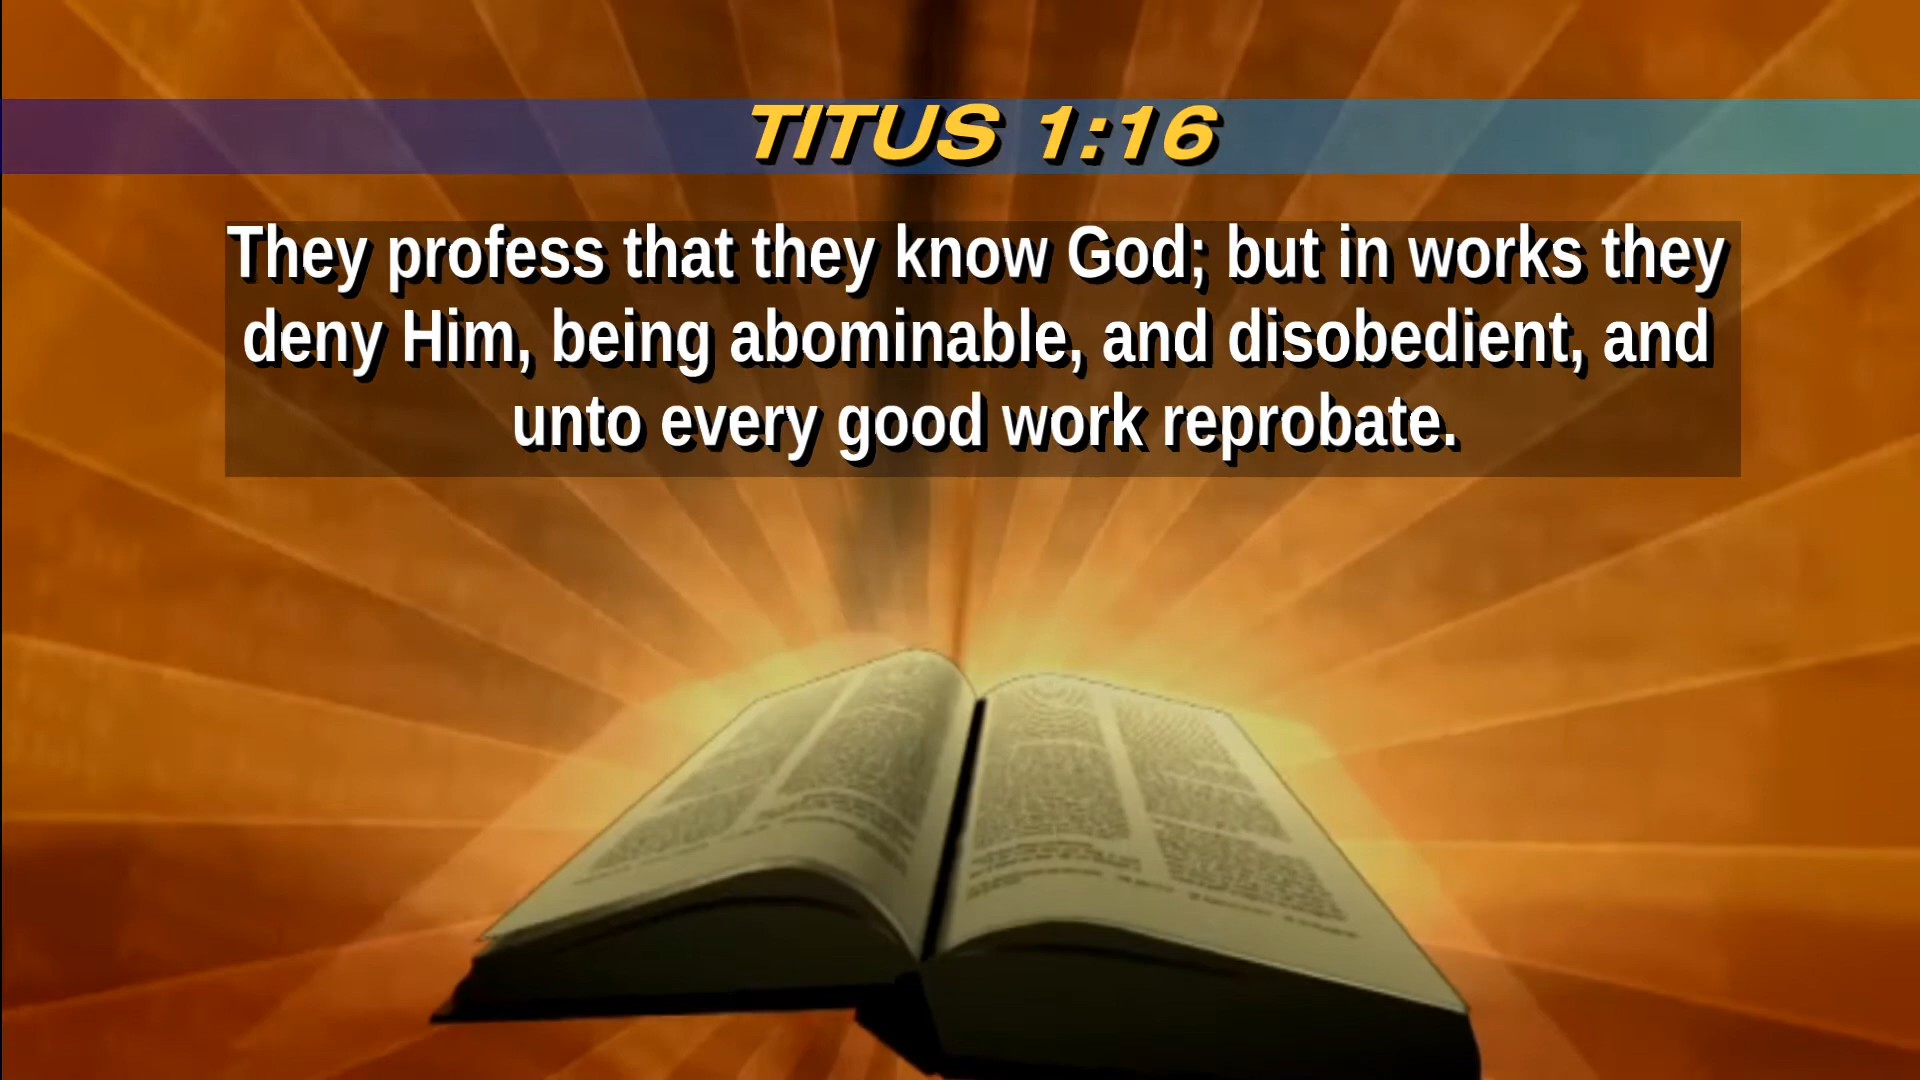 TITUS 1:16
They profess that they know God; but in works they
deny Him, being abominable, and disobedient, and
unto every good work reprobate.